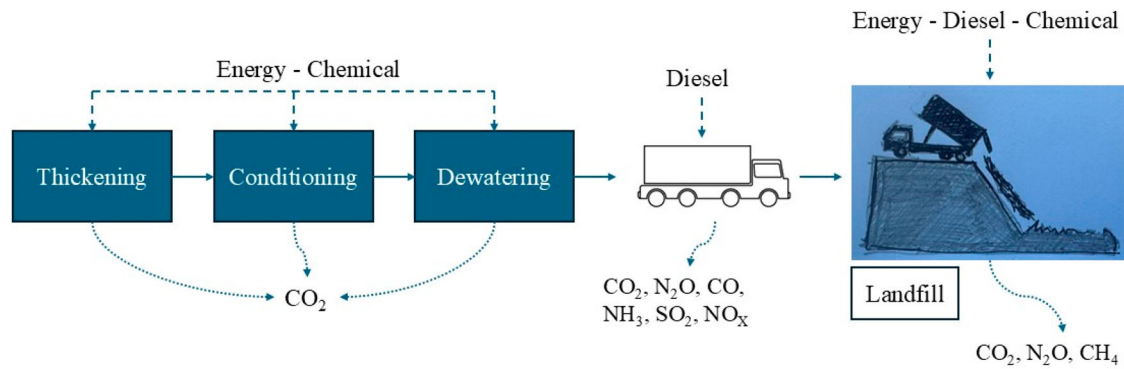 Energy - Diesel - Chemical
Energy - Chemical
Diesel
Thickening
Conditioning
Dewatering
CO₂
CO₂, N₂O, CO,
NH₃, SO₂, NOₓ
Landfill
CO₂, N₂O, CH₄